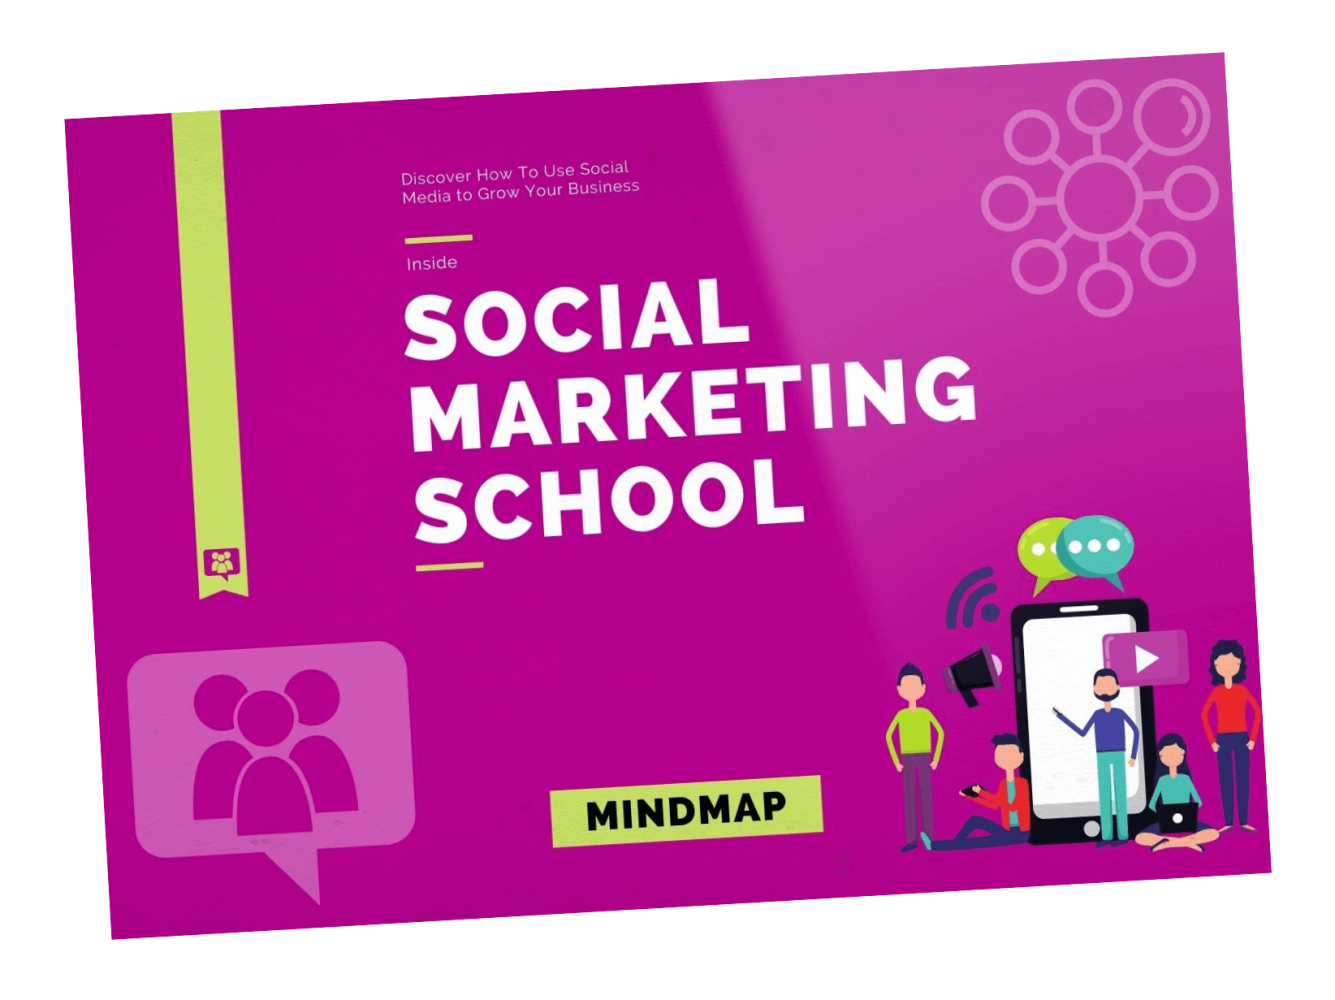 Discover How To Use Social
Media to Grow Your Business
Inside
SOCIAL
MARKETING
SCHOOL
MINDMAP